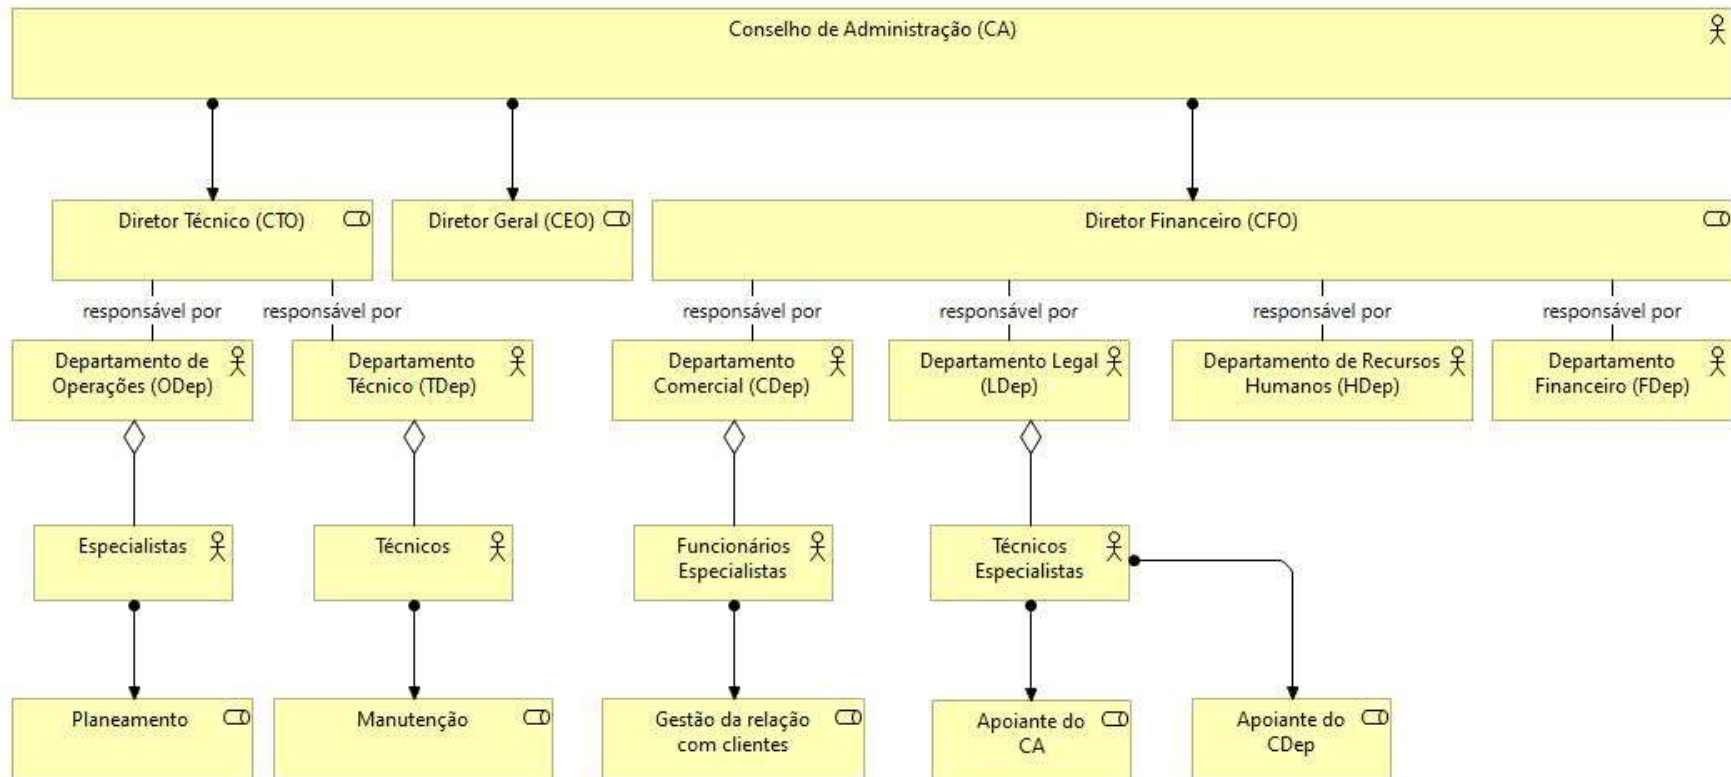 Conselho de Administração (CA)
Diretor Técnico (CTO)
Diretor Geral (CEO)
Diretor Financeiro (CFO)
responsável por
responsável por
responsável por
responsável por
responsável por
responsável por
Departamento de
Operações (ODep)
Departamento
Técnico (TDep)
Departamento
Comercial (CDep)
Departamento Legal
(LDep)
Departamento de Recursos
Humanos (HDep)
Departamento
Financeiro (FDep)
Especialistas
Técnicos
Funcionários
Especialistas
Técnicos
Especialistas
Planeamento
Manutenção
Gestão da relação
com clientes
Apoiante do
CA
Apoiante do
CDep